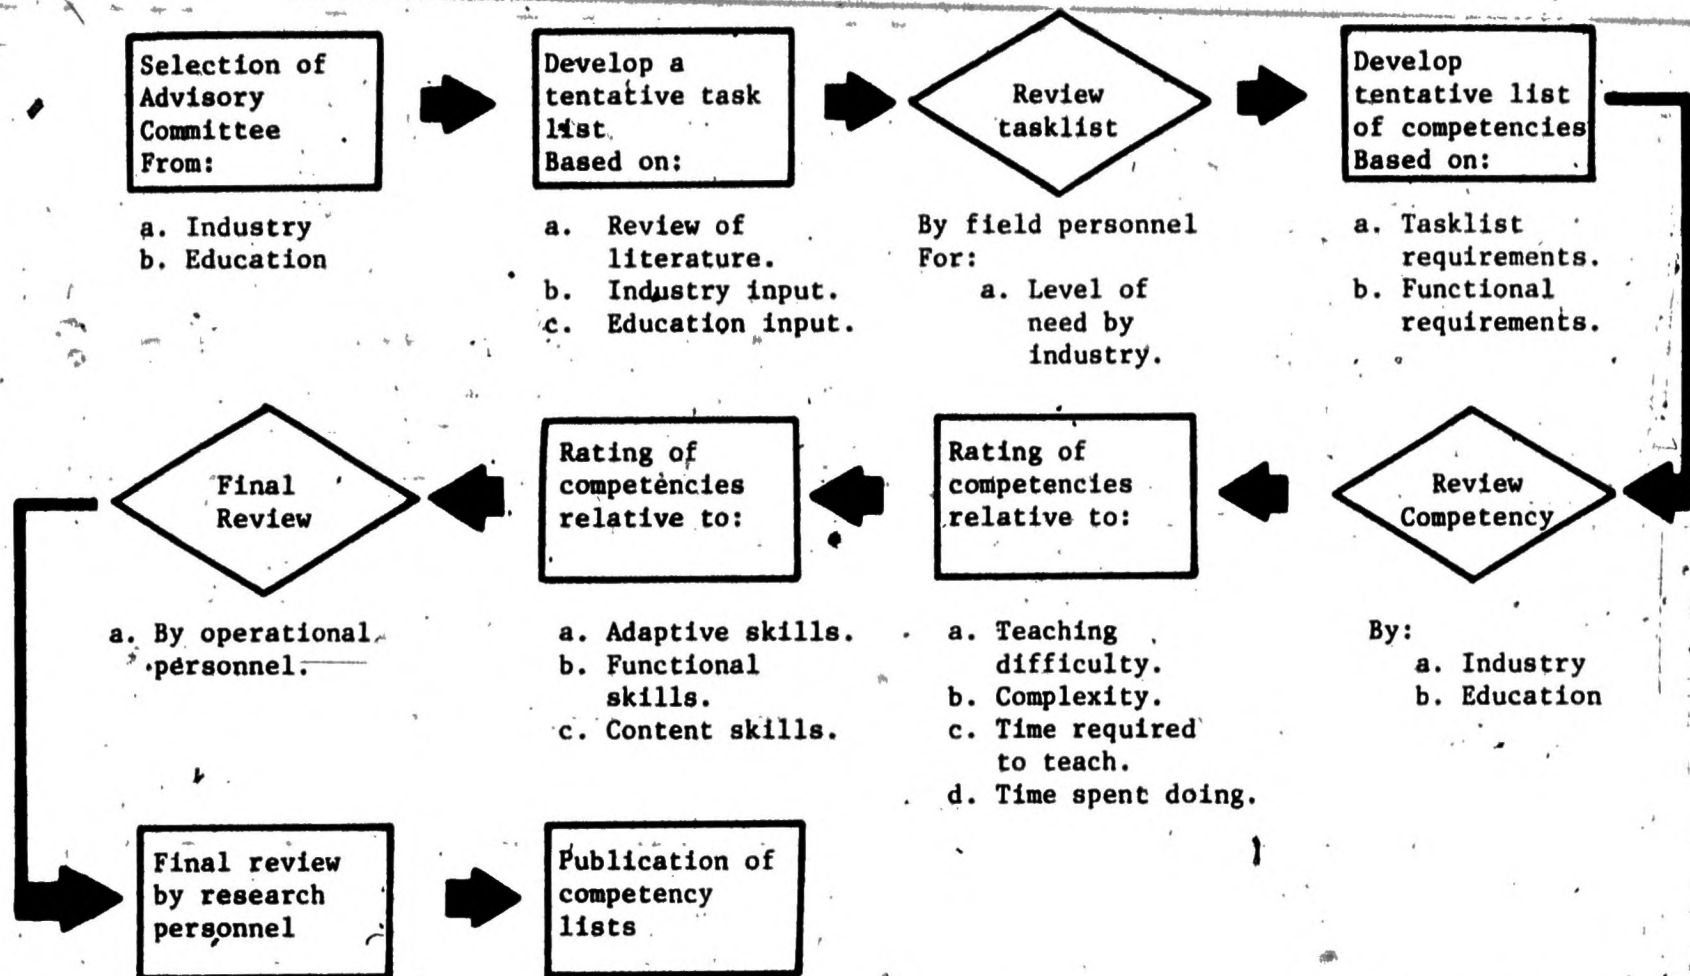 Selection of
Advisory
Committee
From:
a. Industry
b. Education
Develop a
tentative task
list
Based on:
a. Review of
literature.
b. Industry input.
c. Education input.
Review
tasklist
By field personnel
For:
a. Level of
need by
industry.
Develop
tentative list
of competencies
Based on:
a. Tasklist
requirements.
b. Functional
requirements.
Review
Competency
By:
a. Industry
b. Education
Rating of
competencies
relative to:
a. Teaching
difficulty.
b. Complexity.
c. Time required
to teach.
d. Time spent doing.
Rating of
competencies
relative to:
a. Adaptive skills.
b. Functional
skills.
c. Content skills.
Final
Review
a. By operational
personnel.
Final review
by research
personnel
Publication of
competency
lists